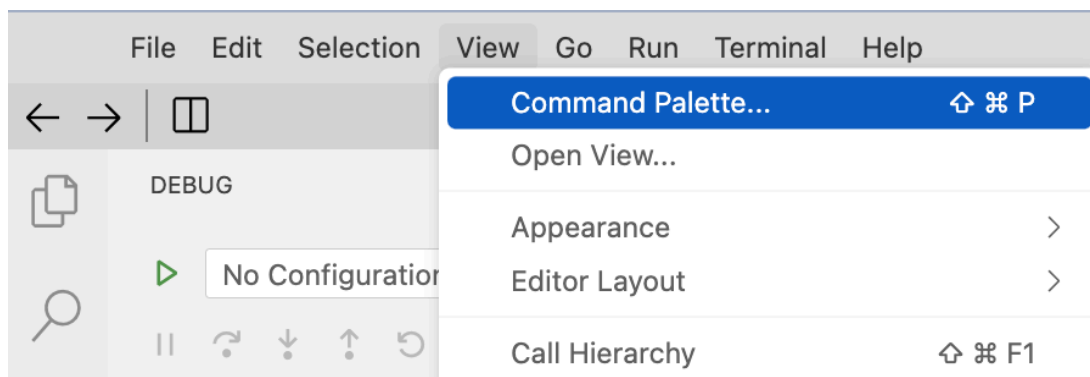 File Edit Selection View Go Run Terminal Help
Command Palette... ⇧ ⌘ P
Open View...
DEBUG
Appearance
No Configuration
Editor Layout
Call Hierarchy ⇧ ⌘ F1